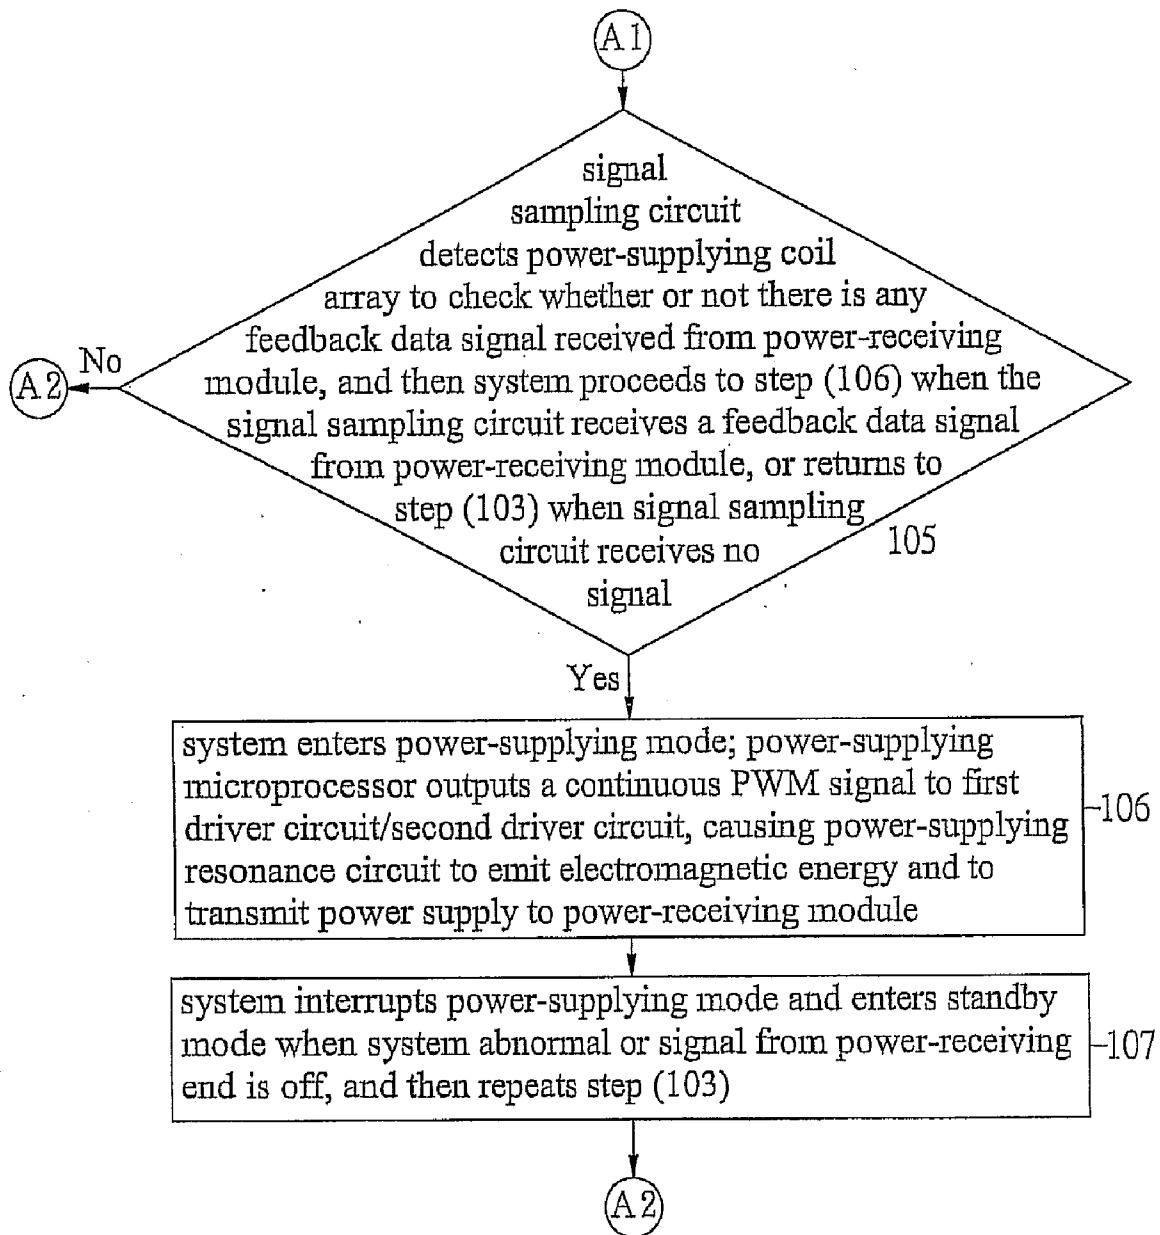 A1
signal
sampling circuit
detects power-supplying coil
array to check whether or not there is any
feedback data signal received from power-receiving
module, and then system proceeds to step (106) when the
signal sampling circuit receives a feedback data signal
from power-receiving module, or returns to
step (103) when signal sampling
circuit receives no
signal
105
No
A2
Yes
system enters power-supplying mode; power-supplying
microprocessor outputs a continuous PWM signal to first
driver circuit/second driver circuit, causing power-supplying
resonance circuit to emit electromagnetic energy and to
transmit power supply to power-receiving module
106
system interrupts power-supplying mode and enters standby
mode when system abnormal or signal from power-receiving
end is off, and then repeats step (103)
107
A2